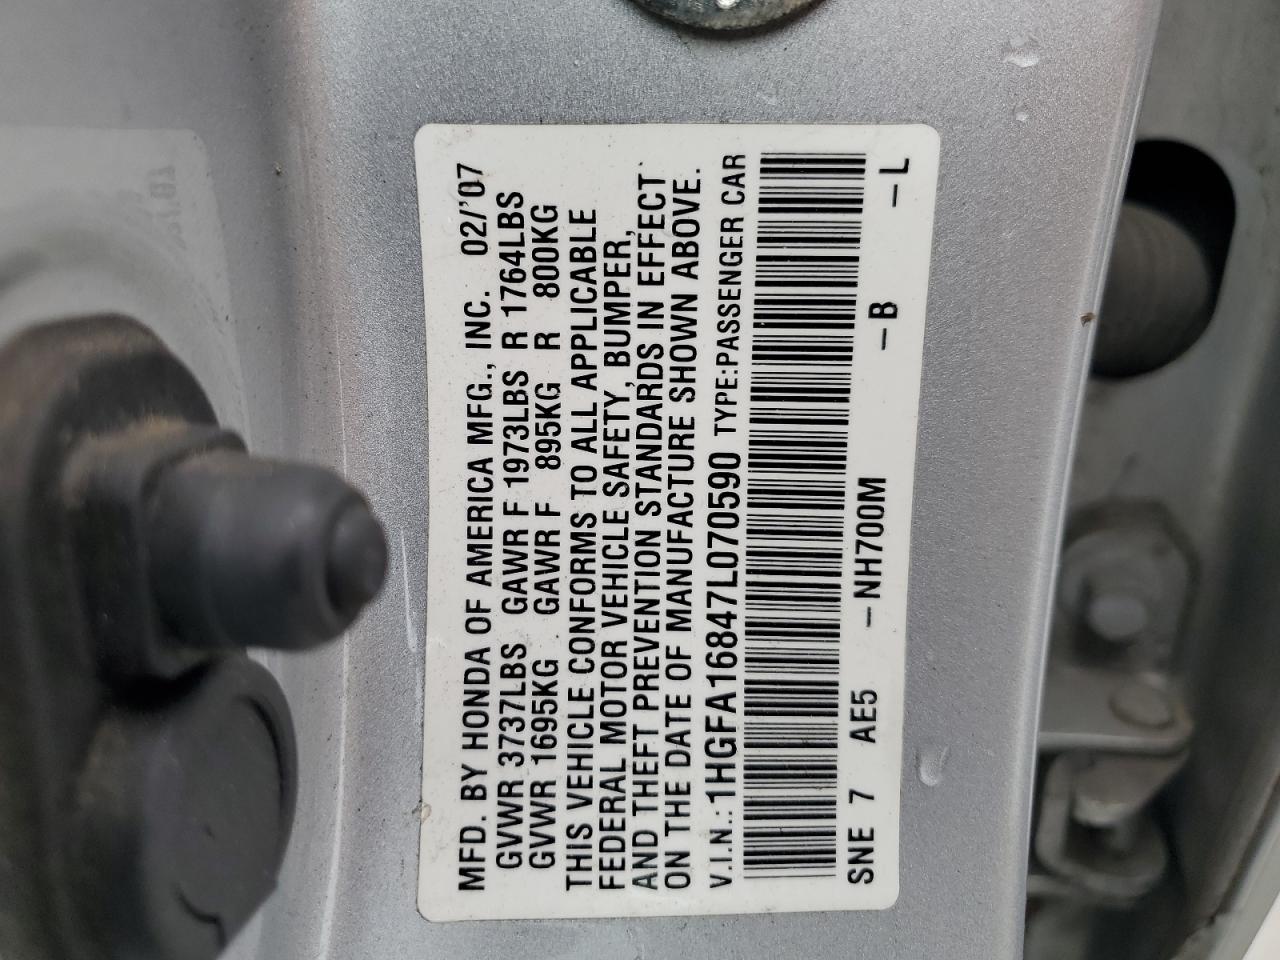 MFD. BY HONDA OF AMERICA MFG., INC. 02/'07
GVWR 3737LBS GAWR F 1973LBS R 1764LBS
GVWR 1695KG GAWR F 895KG R 800KG
THIS VEHICLE CONFORMS TO ALL APPLICABLE
FEDERAL MOTOR VEHICLE SAFETY, BUMPER,
AND THEFT PREVENTION STANDARDS IN EFFECT
ON THE DATE OF MANUFACTURE SHOWN ABOVE.
V.I.N.: 1HGFA16847L070590 TYPE:PASSENGER CAR
SNE 7 AE5 -NH700M -B -L